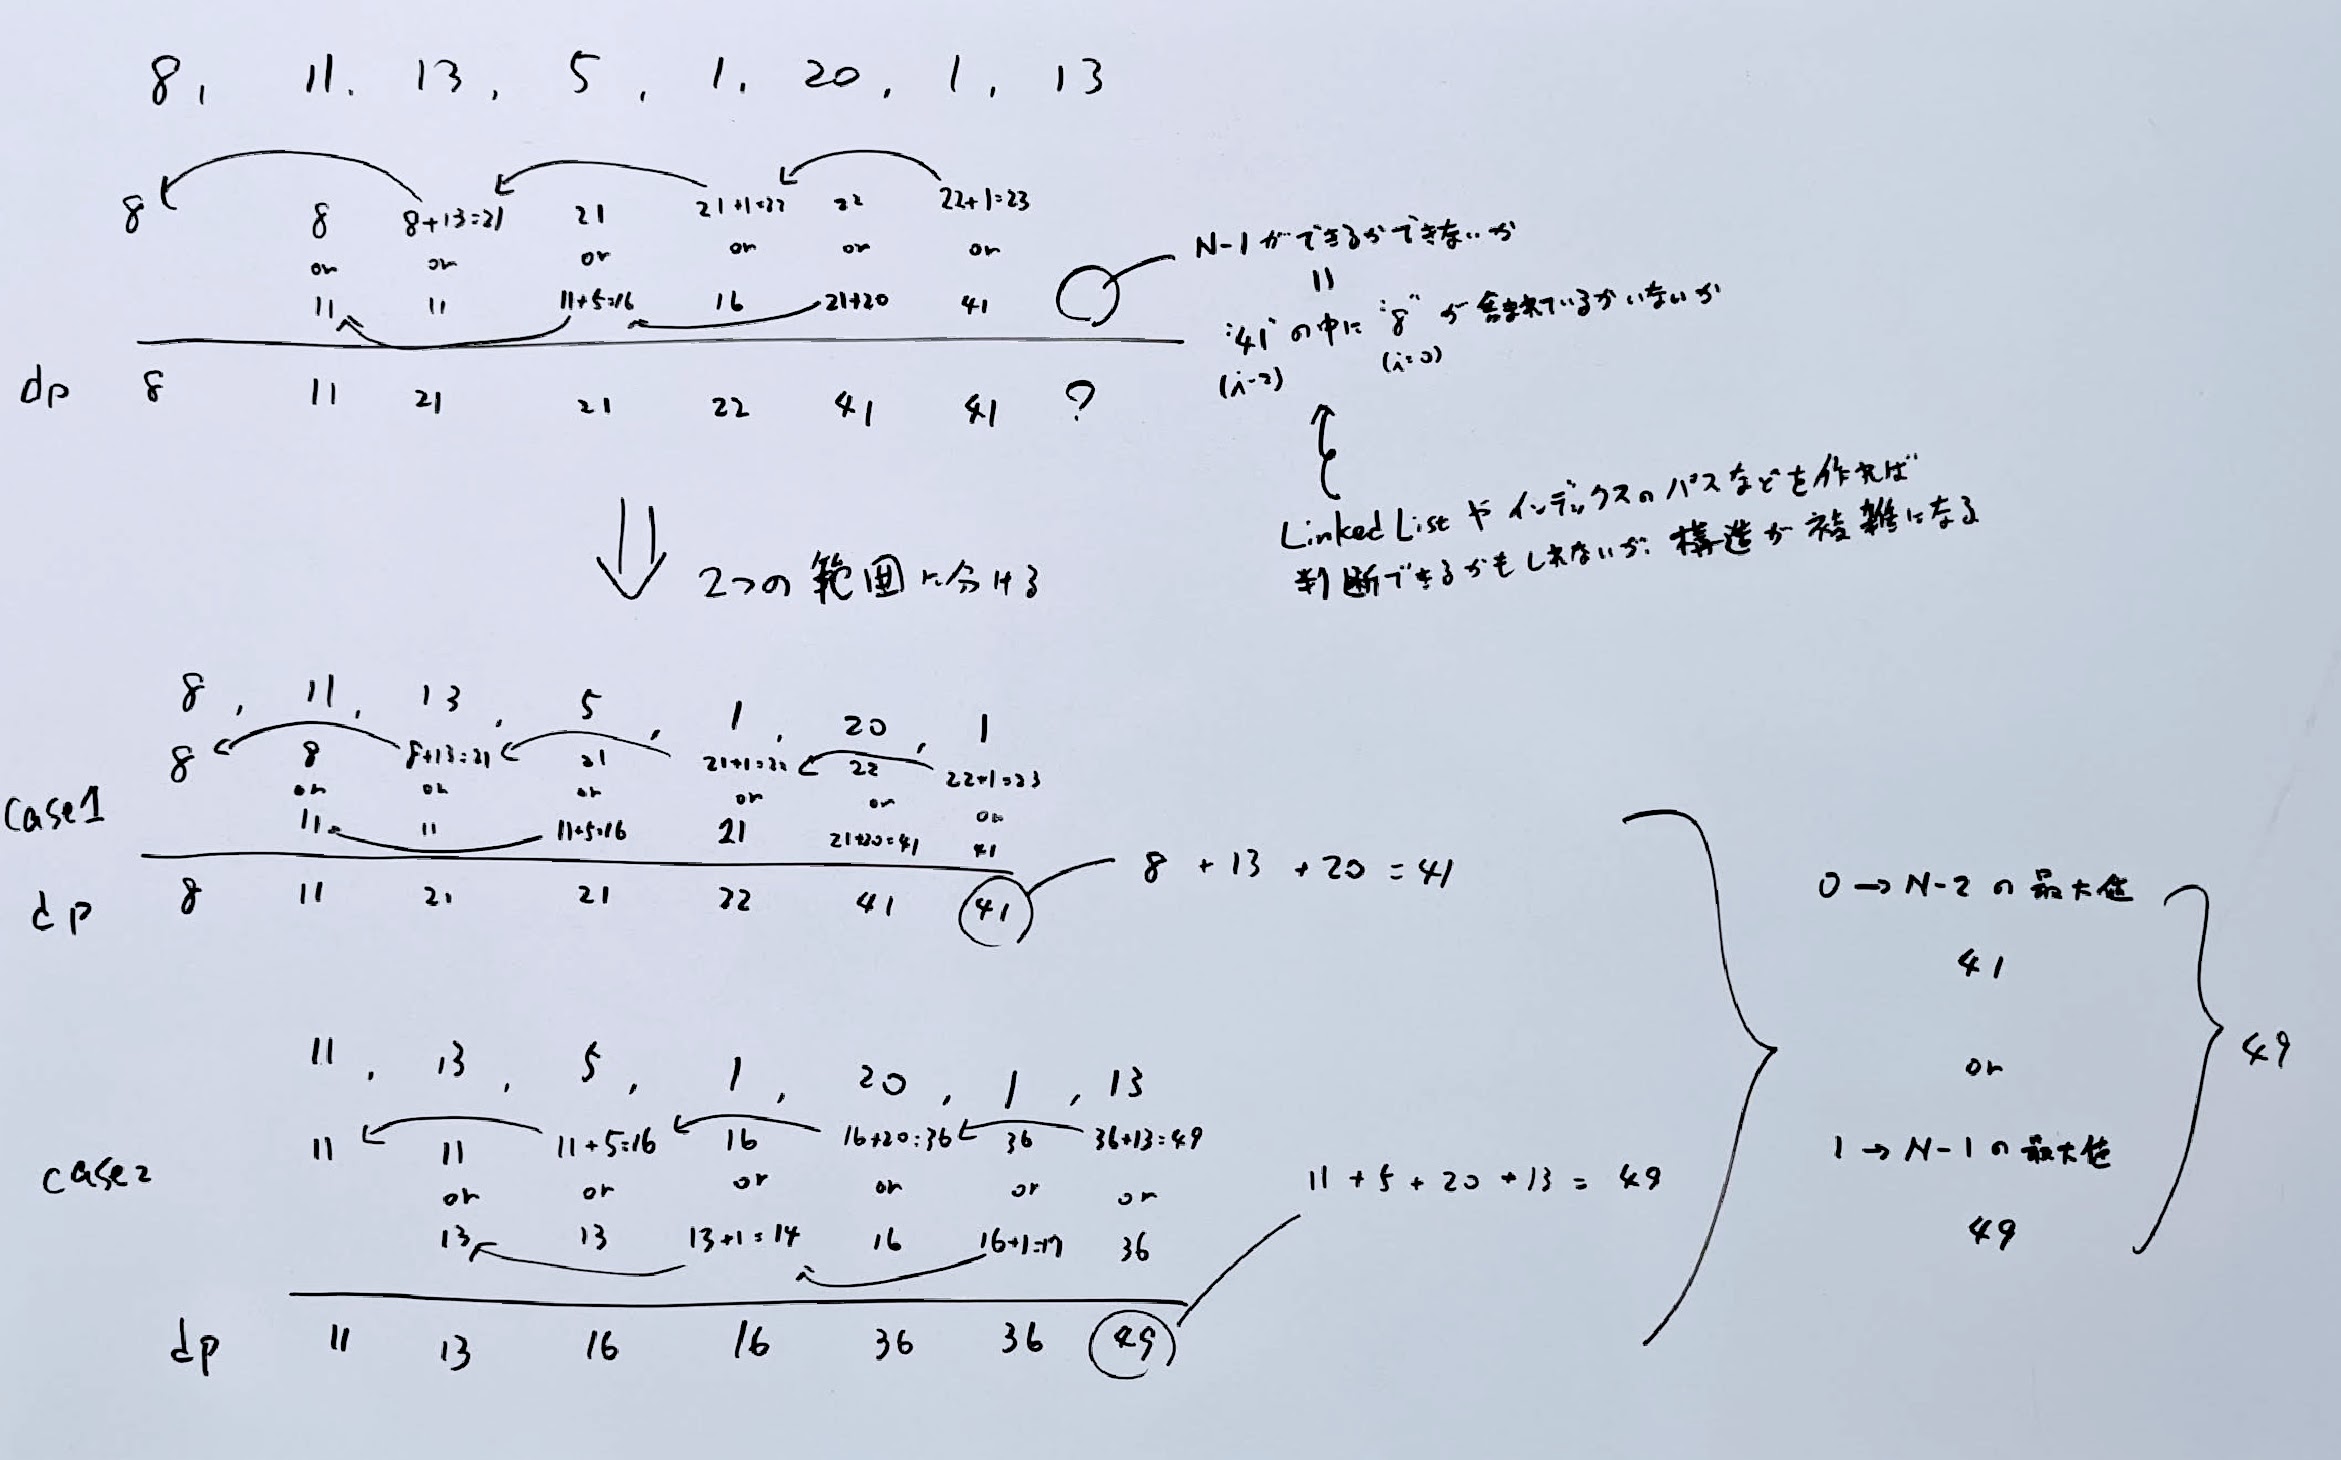 8, 11. 13, 5, 1. 20, 1, 13
8 8 8+13=21 21 21+1=22 22 22+1=23
or or or or or or
11 11 11+5=16 16 21+20 41
dp 8 11 21 21 22 41 41 ?
N-1ができるかできないか
||
"41"の中に"8"が含まれているかいないか
(i-2) (i=0)
Linked List や インデックスの パスなどを作れば
判断できるかもしれないが. 構造が複雑になる
2つの範囲に分ける
8, 11, 13, 5, 1, 20, 1
case1
8 8 8+13=21 21 21+1=22 22 22+1=23
or or or or or or
11 11 11+5=16 21 21+20=41 41
dp 8 11 21 21 22 41 41
8 + 13 + 20 = 41
11, 13, 5, 1, 20, 1, 13
case2
11 11 11+5=16 16 16+20=36 36 36+13=49
or or or or or or
13 13 13+1=14 16 16+1=17 36
dp 11 13 16 16 36 36 49
11 + 5 + 20 + 13 = 49
0 → N-2 の 最大値
41
or
1 → N-1 の 最大値
49
49